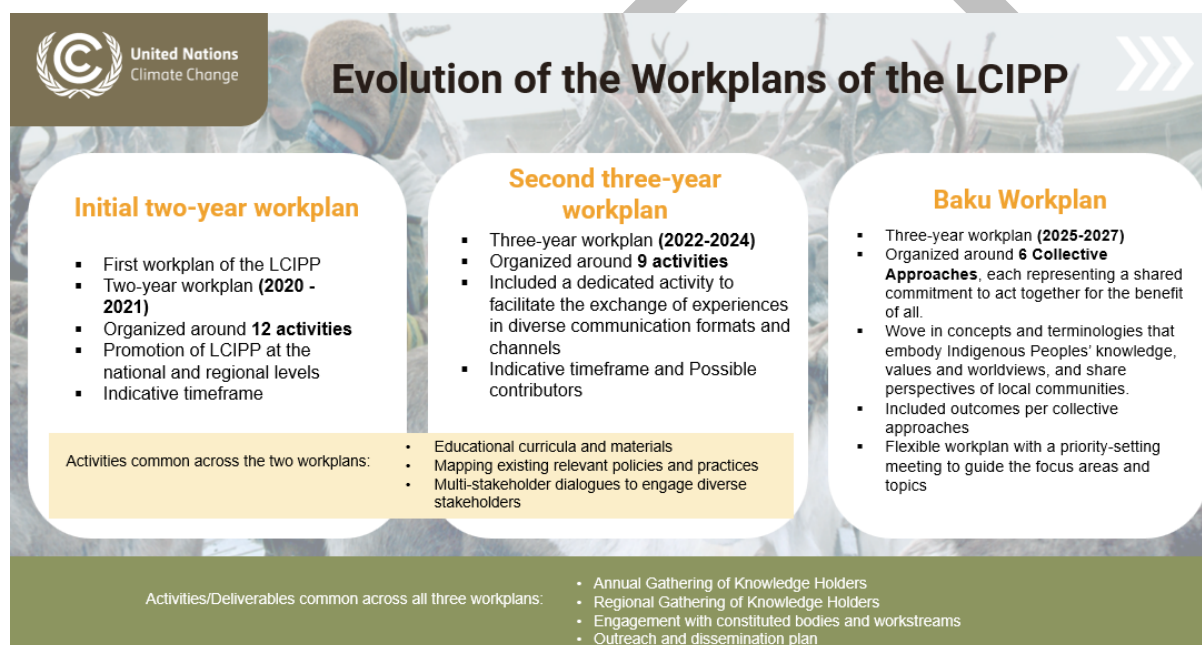 United Nations
Climate Change
Evolution of the Workplans of the LCIPP
Initial two-year workplan
▪ First workplan of the LCIPP
▪ Two-year workplan (2020 -
2021)
▪ Organized around 12 activities
▪ Promotion of LCIPP at the
national and regional levels
▪ Indicative timeframe
Second three-year
workplan
▪ Three-year workplan (2022-2024)
▪ Organized around 9 activities
▪ Included a dedicated activity to
facilitate the exchange of experiences
in diverse communication formats and
channels
▪ Indicative timeframe and Possible
contributors
Baku Workplan
▪ Three-year workplan (2025-2027)
▪ Organized around 6 Collective
Approaches, each representing a shared
commitment to act together for the benefit
of all.
▪ Wove in concepts and terminologies that
embody Indigenous Peoples’ knowledge,
values and worldviews, and share
perspectives of local communities.
▪ Included outcomes per collective
approaches
▪ Flexible workplan with a priority-setting
meeting to guide the focus areas and
topics
Activities common across the two workplans:
• Educational curricula and materials
• Mapping existing relevant policies and practices
• Multi-stakeholder dialogues to engage diverse
stakeholders
Activities/Deliverables common across all three workplans:
• Annual Gathering of Knowledge Holders
• Regional Gathering of Knowledge Holders
• Engagement with constituted bodies and workstreams
• Outreach and dissemination plan